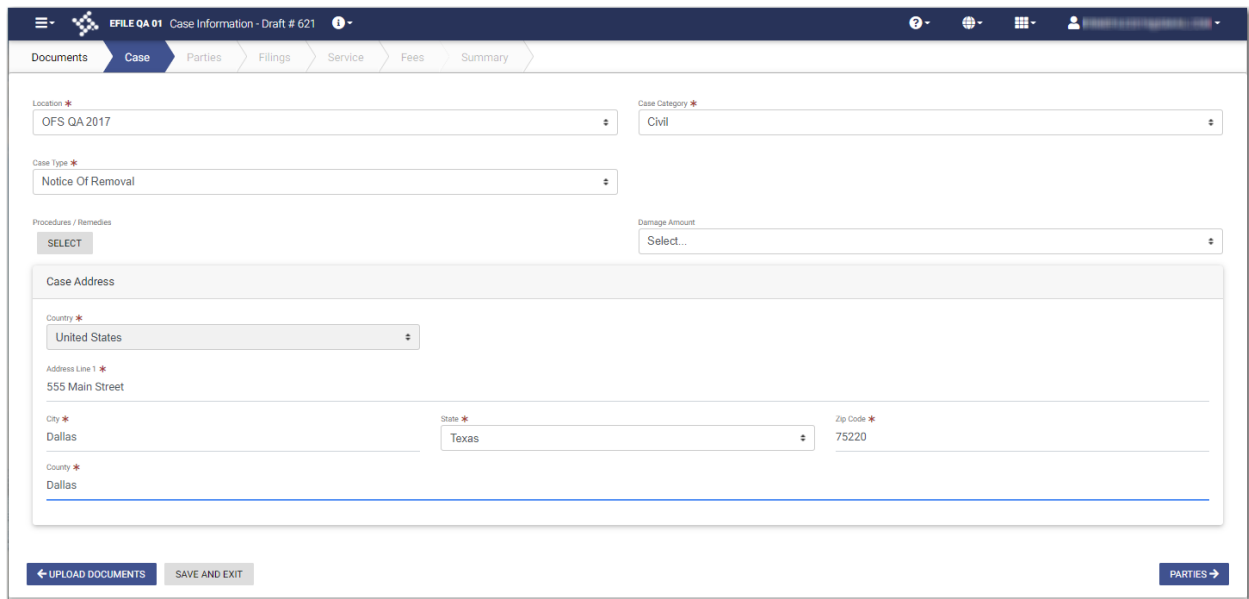 EFILE QA 01 Case Information - Draft # 621
Documents Case Parties Filings Service Fees Summary
Location * Case Category *
OFS QA 2017 Civil
Case Type *
Notice Of Removal
Procedures / Remedies Damage Amount
SELECT Select...
Case Address
Country *
United States
Address Line 1 *
555 Main Street
City * State * Zip Code *
Dallas Texas 75220
County *
Dallas
UPLOAD DOCUMENTS SAVE AND EXIT PARTIES